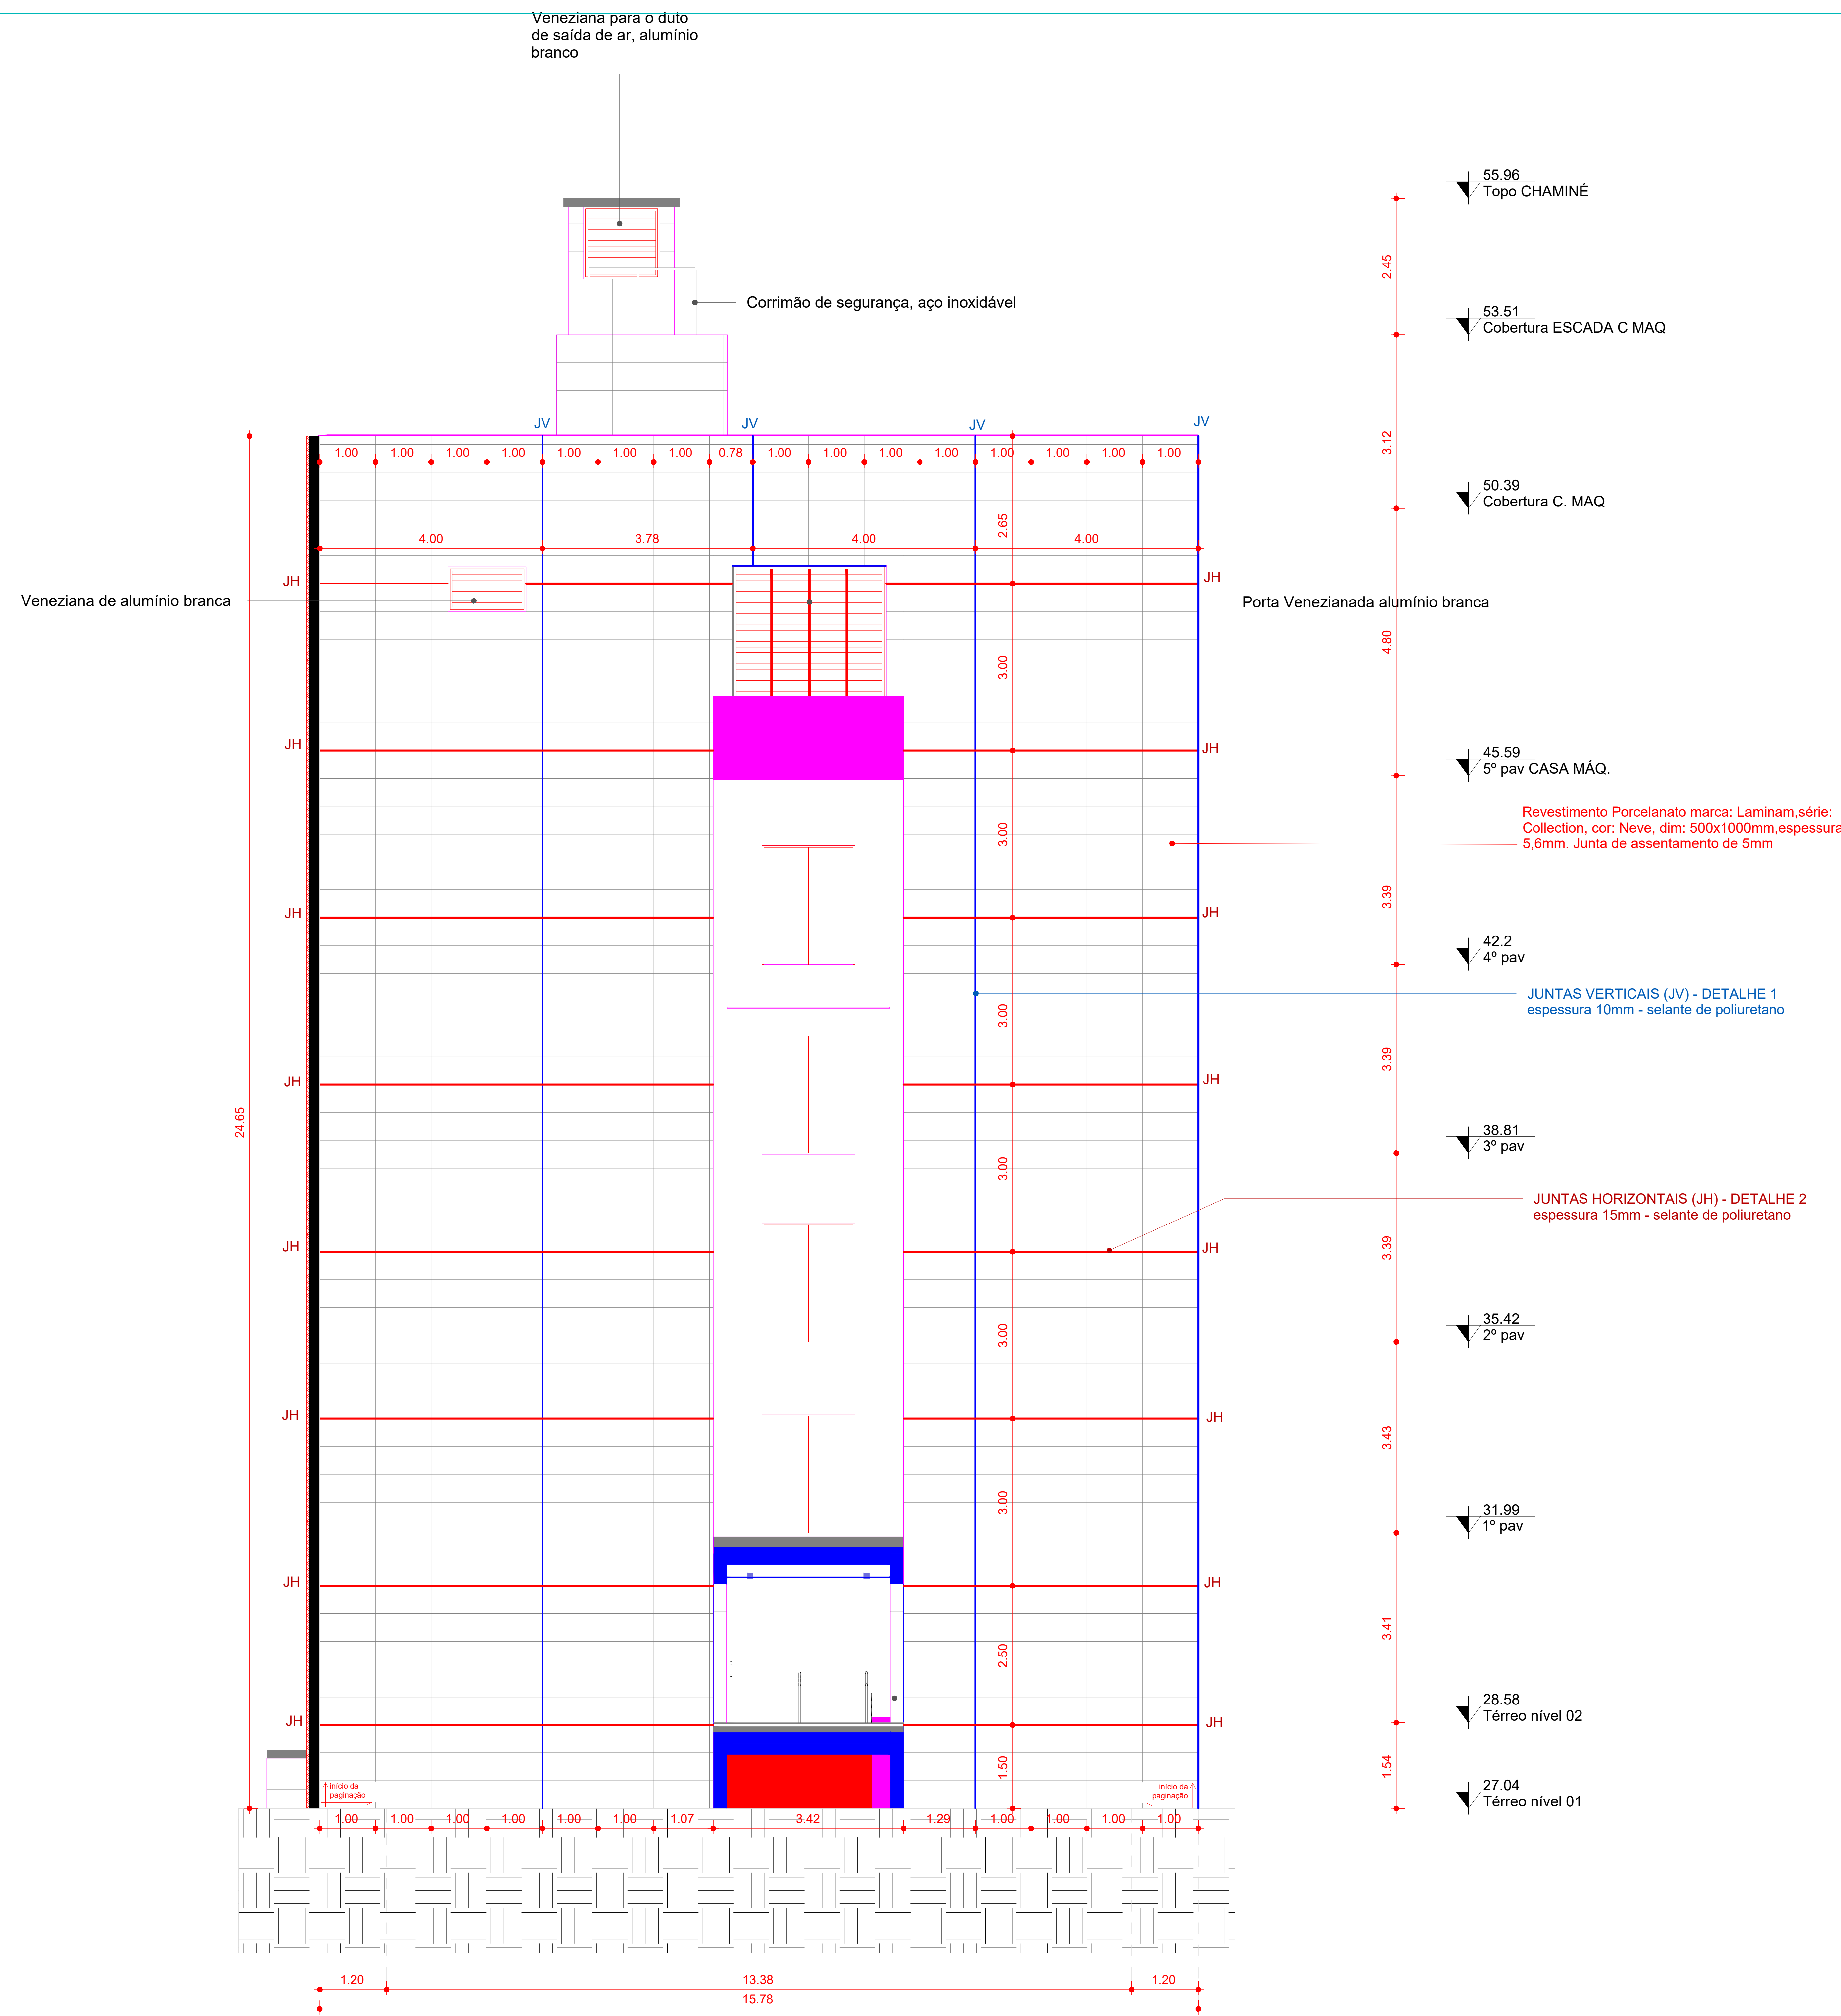 Veneziana para o duto
de saída de ar, alumínio
branco
55.96
Topo CHAMINÉ
2.45
Corrimão de segurança, aço inoxidável
53.51
Cobertura ESCADA C MAQ
3.12
JV
JV
JV
JV
1.00
1.00
1.00
1.00
1.00
1.00
1.00
0.78
1.00
1.00
1.00
1.00
1.00
1.00
1.00
1.00
50.39
Cobertura C. MAQ
2.65
4.00
3.78
4.00
4.00
JH
JH
Veneziana de alumínio branca
Porta Venezianada alumínio branca
4.80
3.00
JH
JH
45.59
5º pav CASA MÁQ.
Revestimento Porcelanato marca: Laminam,série:
Collection, cor: Neve, dim: 500x1000mm,espessura
5,6mm. Junta de assentamento de 5mm
3.00
3.39
JH
JH
42.2
4º pav
JUNTAS VERTICAIS (JV) - DETALHE 1
espessura 10mm - selante de poliuretano
3.00
3.39
JH
JH
24.65
38.81
3º pav
3.00
JUNTAS HORIZONTAIS (JH) - DETALHE 2
espessura 15mm - selante de poliuretano
3.39
JH
JH
35.42
2º pav
3.00
JH
JH
3.43
3.00
31.99
1º pav
JH
JH
3.41
2.50
28.58
Térreo nível 02
JH
JH
1.50
1.54
início da
paginação
início da
paginação
27.04
Térreo nível 01
1.00
1.00
1.00
1.00
1.00
1.00
1.07
3.42
1.29
1.00
1.00
1.00
1.00
1.20
13.38
1.20
15.78